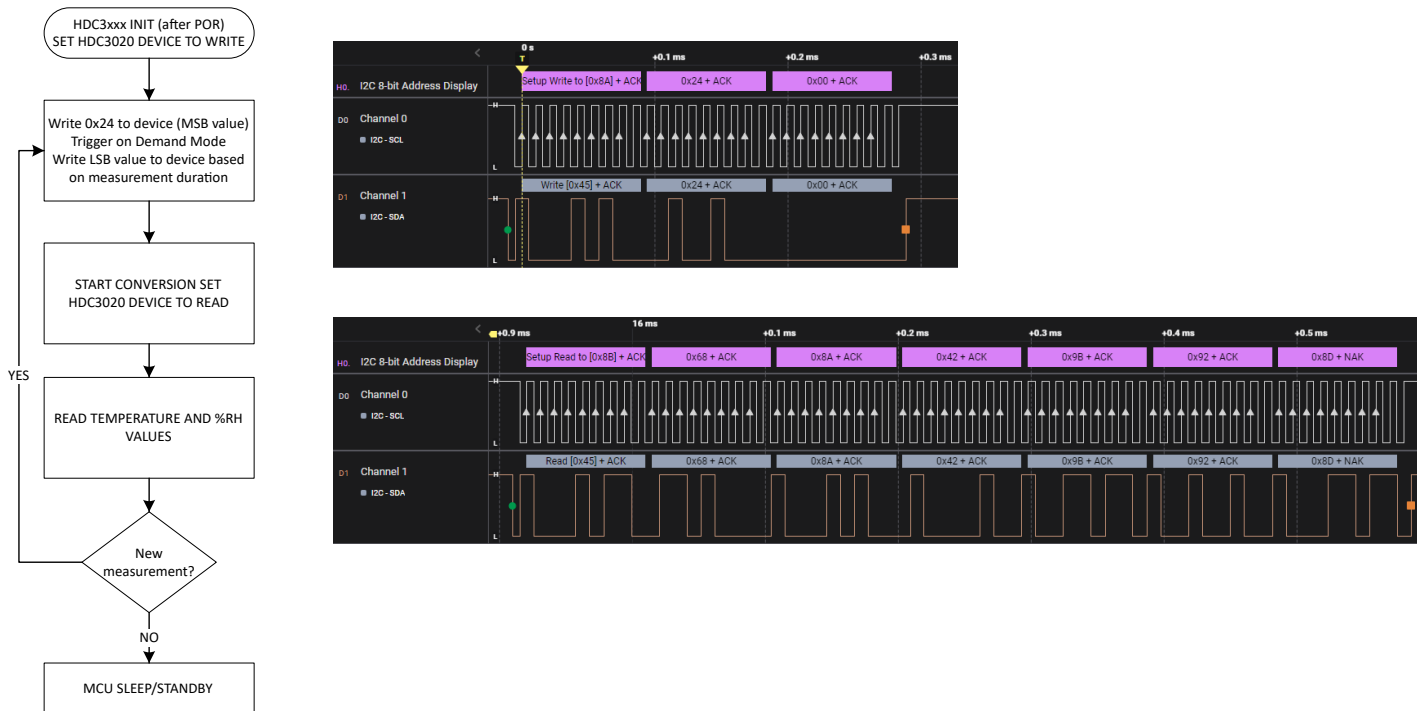 HDC3xxx INIT (after POR)
SET HDC3020 DEVICE TO WRITE
Write 0x24 to device (MSB value)
Trigger on Demand Mode
Write LSB value to device based
on measurement duration
START CONVERSION SET
HDC3020 DEVICE TO READ
READ TEMPERATURE AND %RH
VALUES
New
measurement?
YES
NO
MCU SLEEP/STANDBY
0 s
T
+0.1 ms
+0.2 ms
+0.3 ms
H0. I2C 8-bit Address Display
Setup Write to [0x8A] + ACK
0x24 + ACK
0x00 + ACK
D0 Channel 0
I2C - SCL
H
L
Write [0x45] + ACK
0x24 + ACK
0x00 + ACK
D1 Channel 1
I2C - SDA
H
L
16 ms
+0.9 ms
+0.1 ms
+0.2 ms
+0.3 ms
+0.4 ms
+0.5 ms
H0. I2C 8-bit Address Display
Setup Read to [0x8B] + ACK
0x68 + ACK
0x8A + ACK
0x42 + ACK
0x9B + ACK
0x92 + ACK
0x8D + NAK
D0 Channel 0
I2C - SCL
H
L
Read [0x45] + ACK
0x68 + ACK
0x8A + ACK
0x42 + ACK
0x9B + ACK
0x92 + ACK
0x8D + NAK
D1 Channel 1
I2C - SDA
H
L